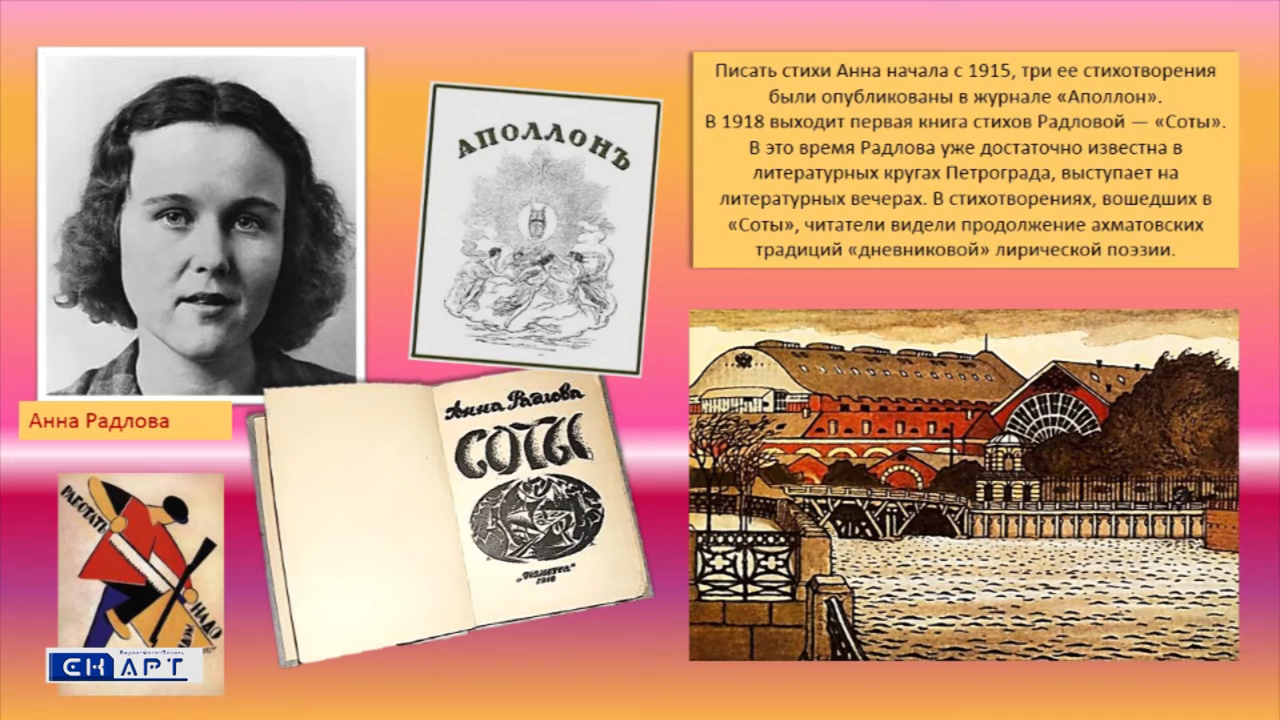 Писать стихи Анна начала с 1915, три ее стихотворения
были опубликованы в журнале «Аполлон».
В 1918 выходит первая книга стихов Радловой — «Соты».
В это время Радлова уже достаточно известна в
литературных кругах Петрограда, выступает на
литературных вечерах. В стихотворениях, вошедших в
«Соты», читатели видели продолжение ахматовских
традиций «дневниковой» лирической поэзии.
АПОЛЛОНЪ
Анна Радлова
СОТЫ
„Фіаметта"
1918
Анна Радлова
РАБОТАТЬ
НАДО
СК АРТ